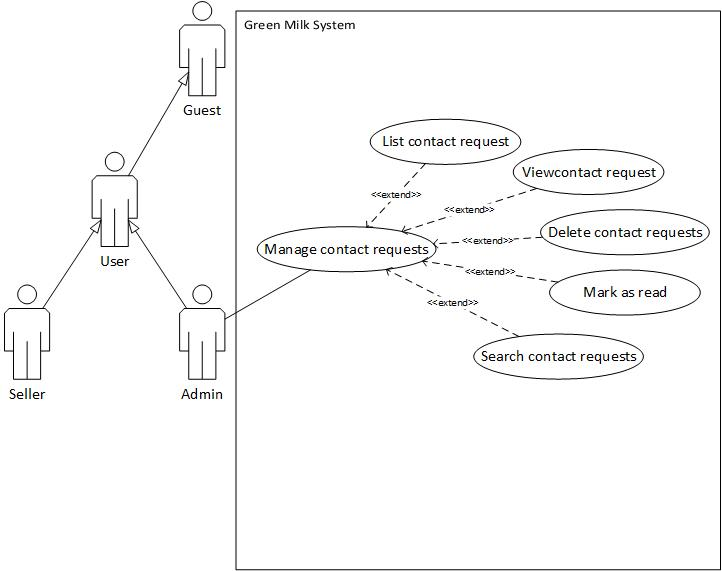 Green Milk System
Guest
List contact request
Viewcontact request
<<extend>>
<<extend>>
Delete contact requests
<<extend>>
Manage contact requests
User
<<extend>>
Mark as read
<<extend>>
Search contact requests
Seller
Admin